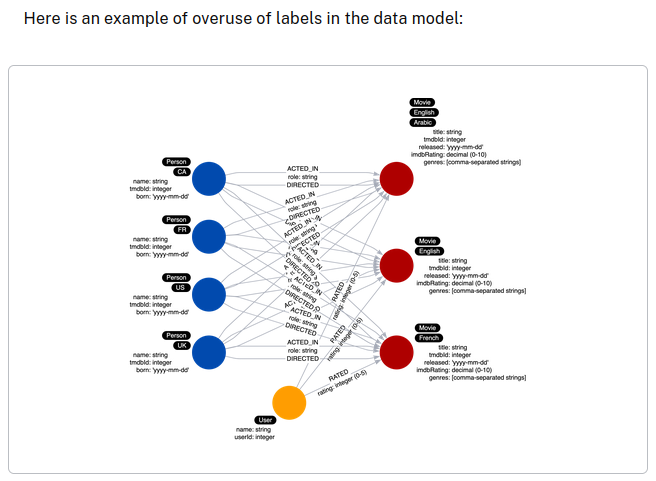 Here is an example of overuse of labels in the data model:
Movie
English
Arabic
title: string
tmdbId: integer
released: 'yyyy-mm-dd'
imdbRating: decimal (0-10)
genres: [comma-separated strings]
Person
CA
name: string
tmdbId: integer
born: 'yyyy-mm-dd'
ACTED_IN
role: string
DIRECTED
ACTED_IN
role: string
DIRECTED
Person
FR
name: string
tmdbId: integer
born: 'yyyy-mm-dd'
ACTED_IN
role: string
Movie
English
title: string
tmdbId: integer
released: 'yyyy-mm-dd'
imdbRating: decimal (0-10)
genres: [comma-separated strings]
Person
US
name: string
tmdbId: integer
born: 'yyyy-mm-dd'
ACTED_IN
role: string
DIRECTED
ACTED_IN
role: string
DIRECTED
RATED
rating: integer (0-5)
Person
UK
name: string
tmdbId: integer
born: 'yyyy-mm-dd'
ACTED_IN
role: string
DIRECTED
RATED
rating: integer (0-5)
Movie
French
title: string
tmdbId: integer
released: 'yyyy-mm-dd'
imdbRating: decimal (0-10)
genres: [comma-separated strings]
RATED
rating: integer (0-5)
User
name: string
userId: integer